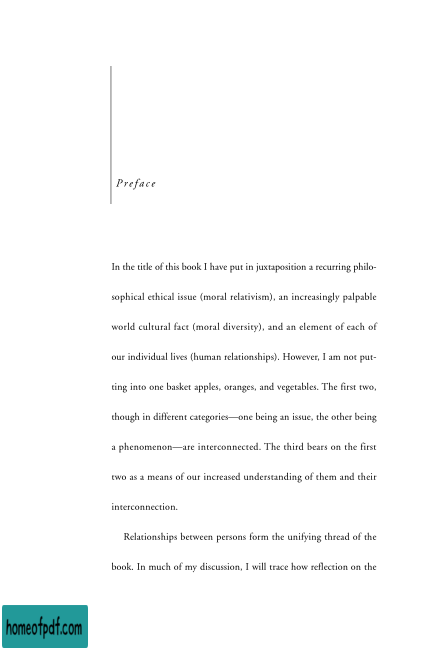 Preface
In the title of this book I have put in juxtaposition a recurring philo-
sophical ethical issue (moral relativism), an increasingly palpable
world cultural fact (moral diversity), and an element of each of
our individual lives (human relationships). However, I am not put-
ting into one basket apples, oranges, and vegetables. The first two,
though in different categories—one being an issue, the other being
a phenomenon—are interconnected. The third bears on the first
two as a means of our increased understanding of them and their
interconnection.
Relationships between persons form the unifying thread of the
book. In much of my discussion, I will trace how reflection on the
homeofpdf.com